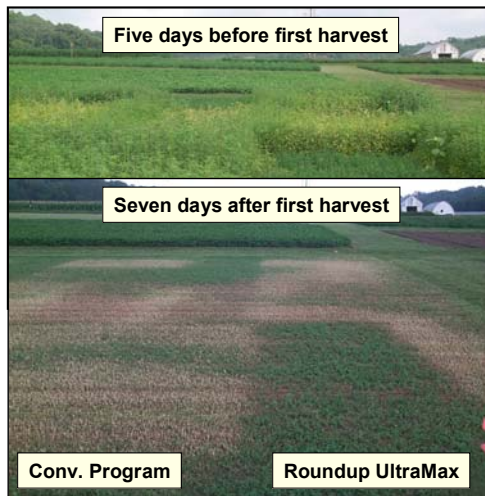 Five days before first harvest
Seven days after first harvest
Conv. Program
Roundup UltraMax